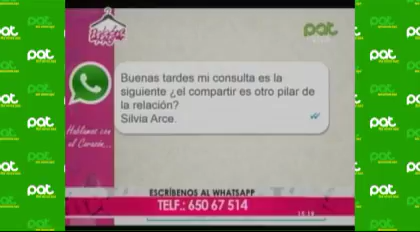 pat
Buenas tardes mi consulta es la
siguiente ¿el compartir es otro pilar de
la relación?
Silvia Arce.
Hablamos con
el Corazón...
ESCRÍBENOS AL WHATSAPP
TELF.: 650 67 514